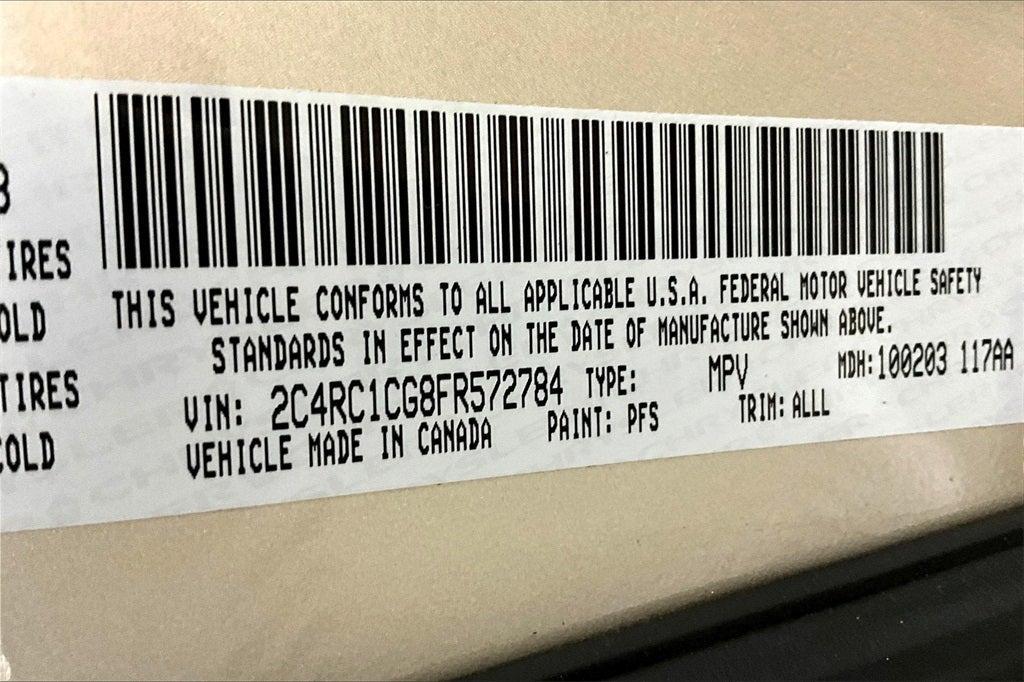 3
IRES
OLD
TIRES
COLD
THIS VEHICLE CONFORMS TO ALL APPLICABLE U.S.A. FEDERAL MOTOR VEHICLE SAFETY
STANDARDS IN EFFECT ON THE DATE OF MANUFACTURE SHOWN ABOVE.
VIN: 2C4RC1CG8FR572784 TYPE: MPV MDH:100203 117AA
VEHICLE MADE IN CANADA PAINT: PFS TRIM: ALLL